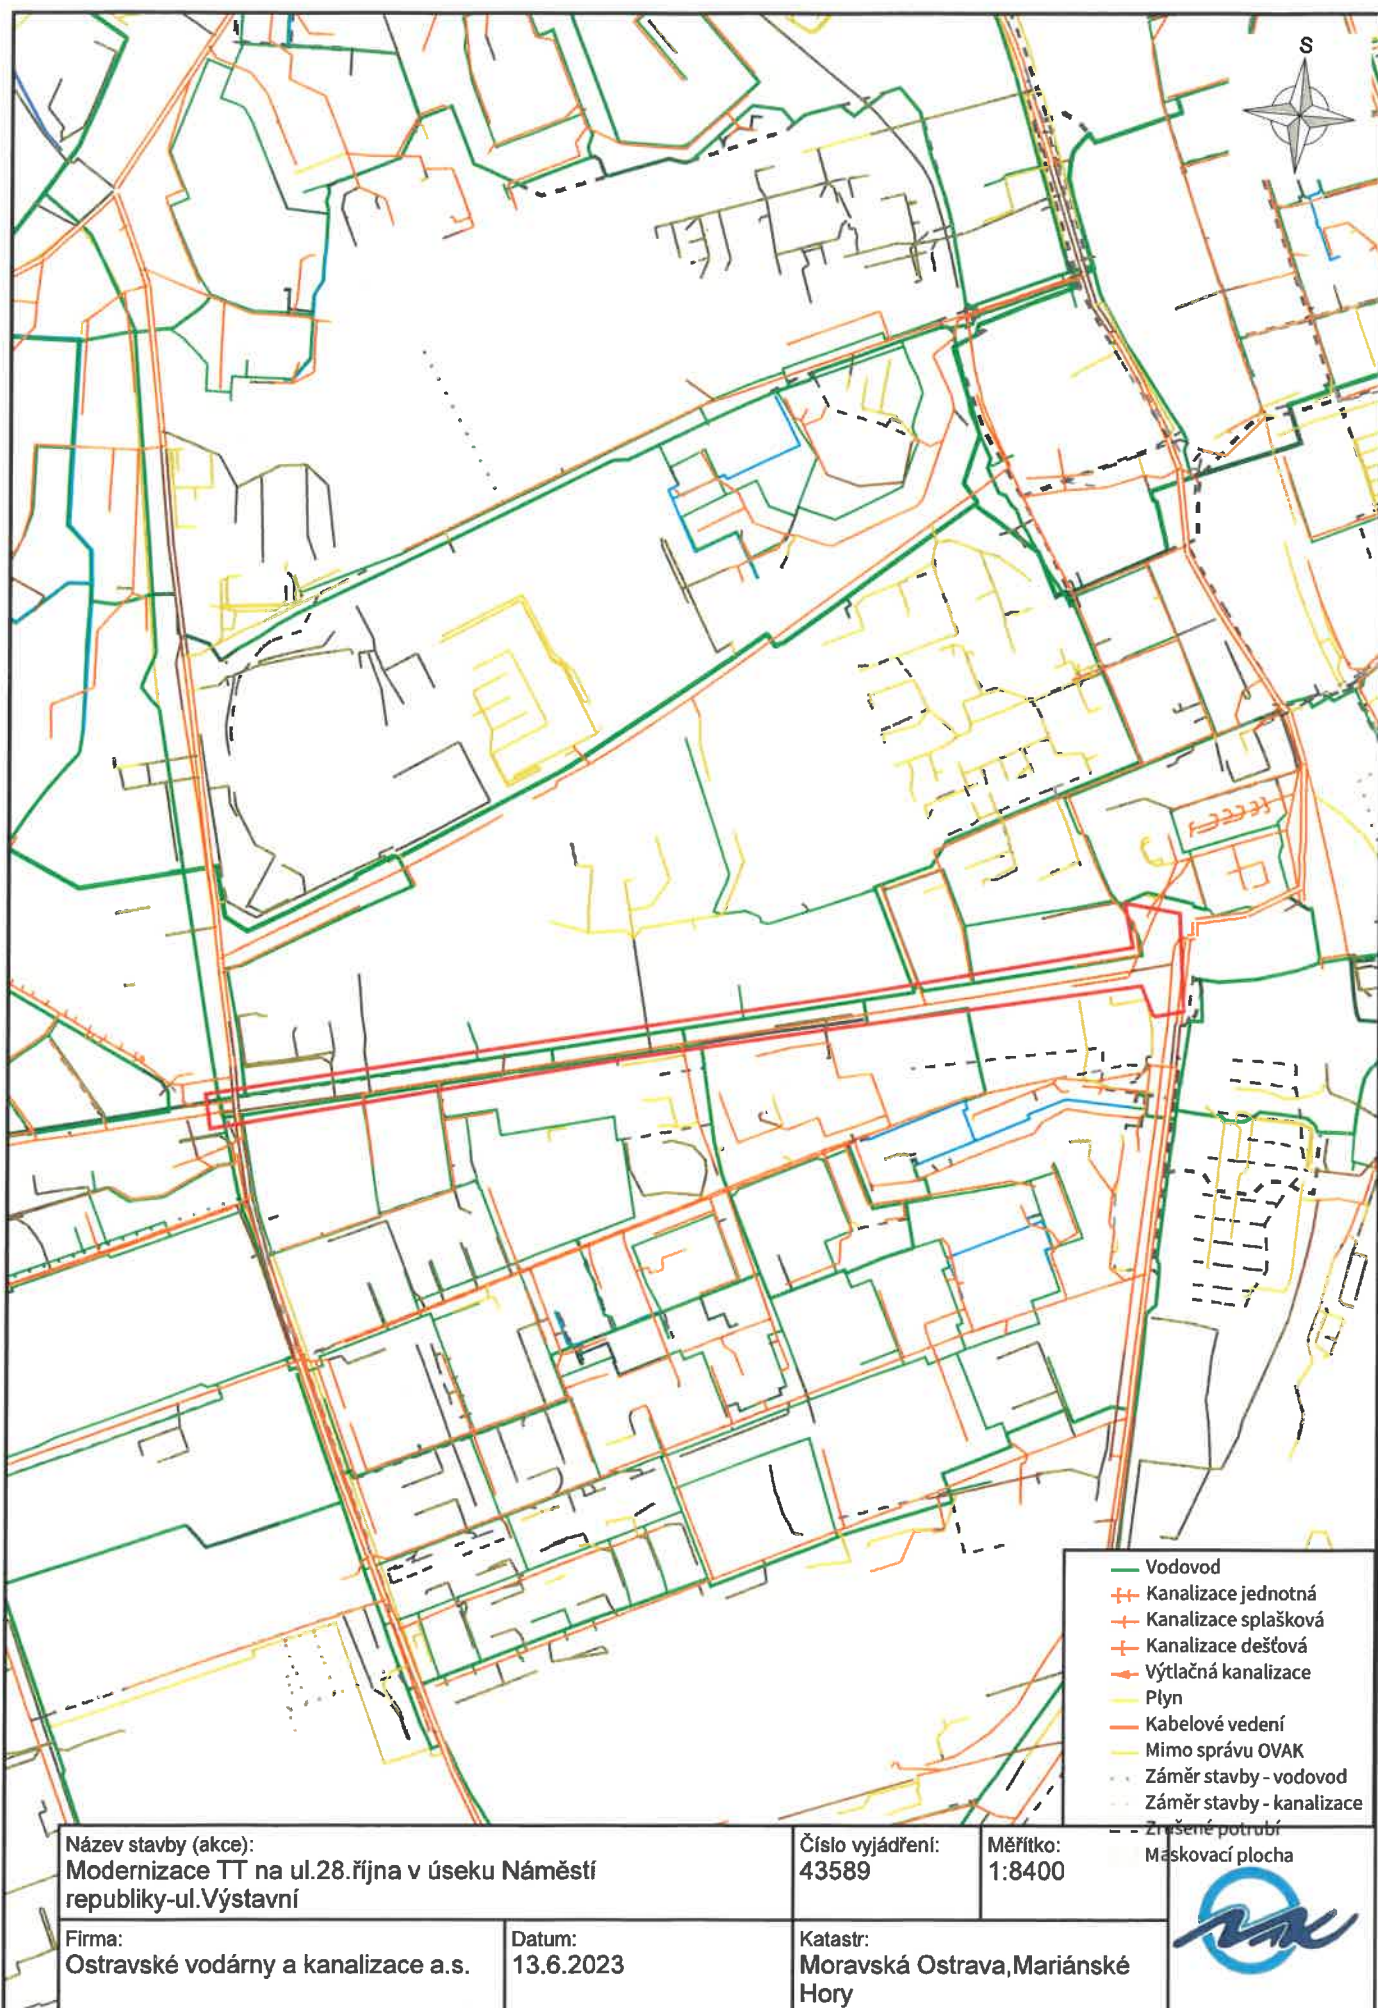 S
Vodovod
Kanalizace jednotná
Kanalizace splašková
Kanalizace dešťová
Výtlačná kanalizace
Plyn
Kabelové vedení
Mimo správu OVAK
Záměr stavby - vodovod
Záměr stavby - kanalizace
Zrušené potrubí
Maskovací plocha
Název stavby (akce):
Modernizace TT na ul.28.října v úseku Náměstí
republiky-ul.Výstavní
Číslo vyjádření:
43589
Měřítko:
1:8400
Firma:
Ostravské vodárny a kanalizace a.s.
Datum:
13.6.2023
Katastr:
Moravská Ostrava,Mariánské
Hory